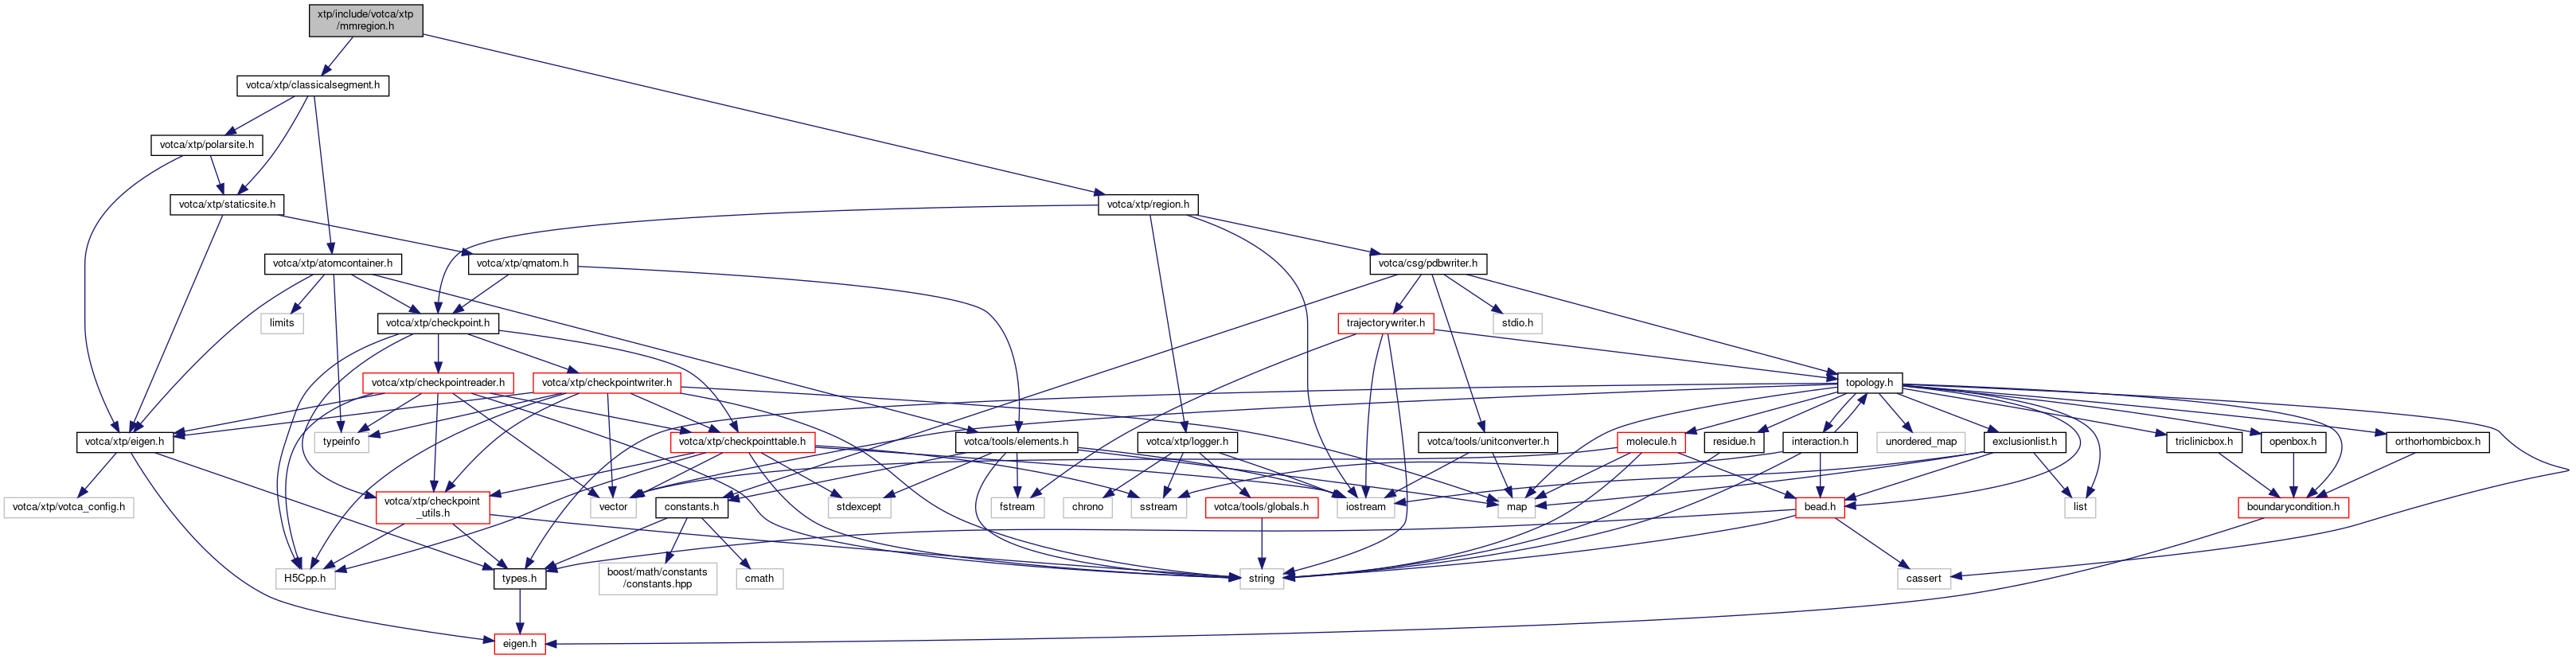 xtp/include/votca/xtp
/mmregion.h
votca/xtp/classicalsegment.h
votca/xtp/polarsite.h
votca/xtp/staticsite.h
votca/xtp/region.h
votca/xtp/atomcontainer.h
votca/xtp/qmatom.h
votca/csg/pdbwriter.h
limits
votca/xtp/checkpoint.h
trajectorywriter.h
stdio.h
votca/xtp/checkpointreader.h
votca/xtp/checkpointwriter.h
topology.h
votca/xtp/eigen.h
typeinfo
votca/xtp/checkpointtable.h
votca/tools/elements.h
votca/xtp/logger.h
votca/tools/unitconverter.h
molecule.h
residue.h
interaction.h
unordered_map
exclusionlist.h
triclinicbox.h
openbox.h
orthorhombicbox.h
votca/xtp/votca_config.h
votca/xtp/checkpoint
_utils.h
vector
constants.h
stdexcept
fstream
chrono
sstream
votca/tools/globals.h
iostream
map
bead.h
list
boundarycondition.h
H5Cpp.h
types.h
boost/math/constants
/constants.hpp
cmath
string
cassert
eigen.h